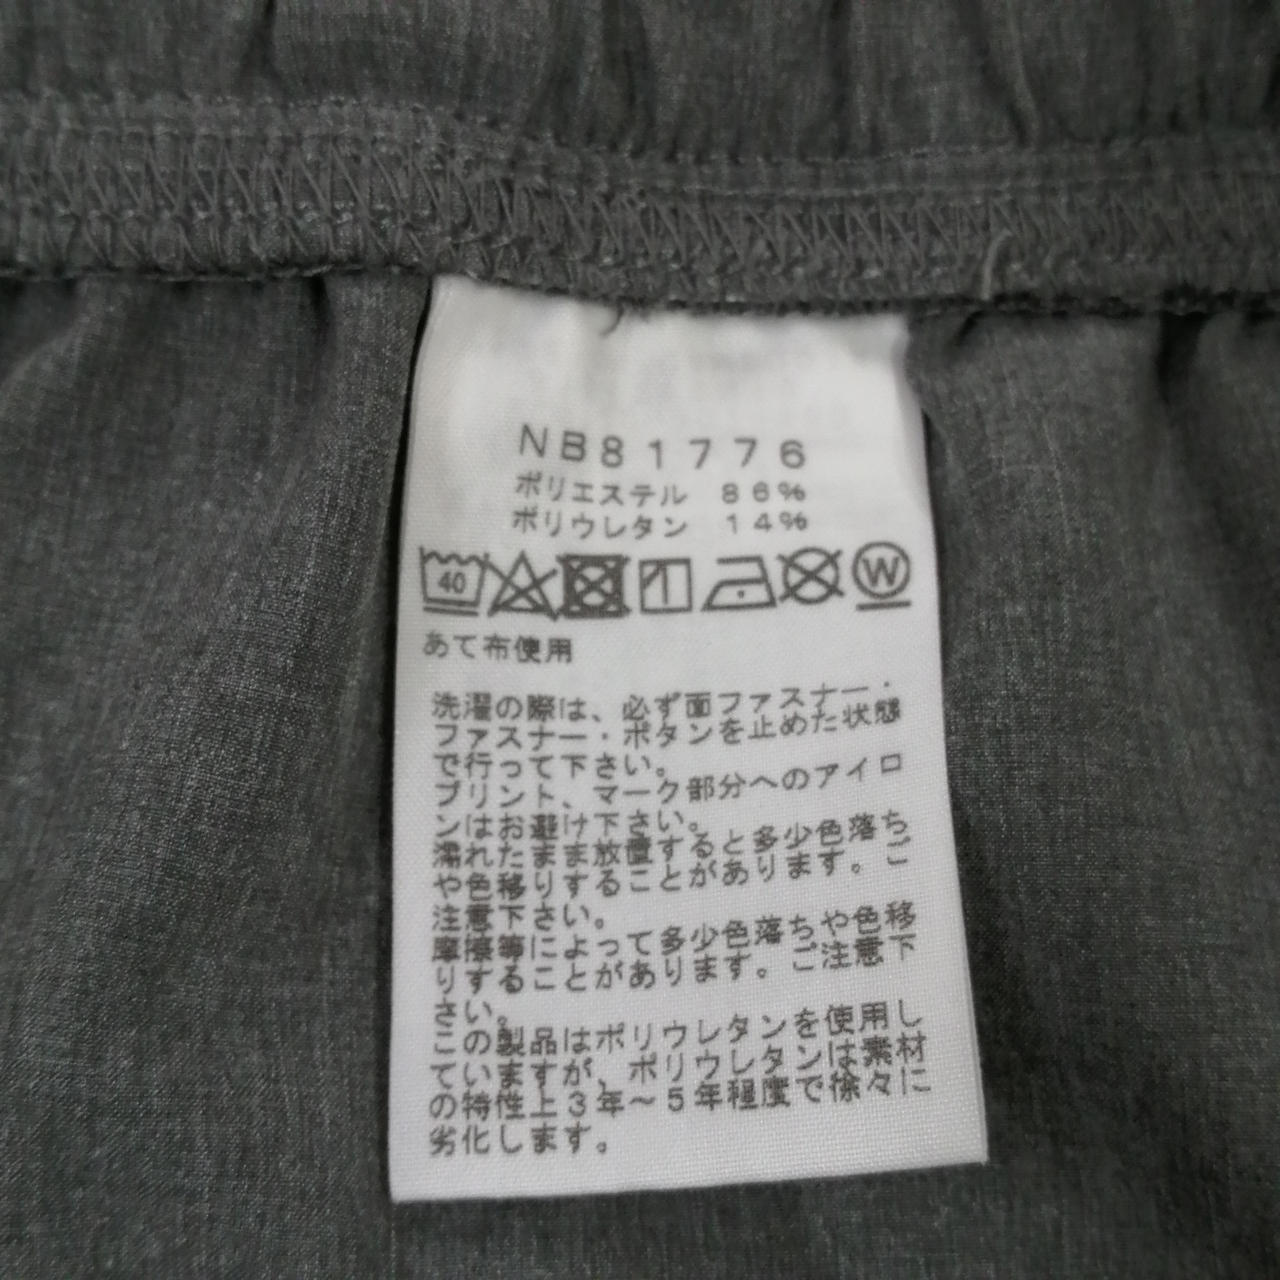 NB81776
ポリエステル 86%
ポリウレタン 14%
40
W
あて布使用
洗濯の際は、必ず面ファスナー・
ファスナー・ボタンを止めた状態
で行って下さい。
プリント、マーク部分へのアイロ
ンはお避け下さい。
濡れたまま放置すると多少色落ち
や色移りすることがあります。ご
注意下さい。
摩擦等によって多少色落ちや色移
りすることがあります。ご注意下
さい。
この製品はポリウレタンを使用し
ていますが、ポリウレタンは素材
の特性上3年～5年程度で徐々に
劣化します。